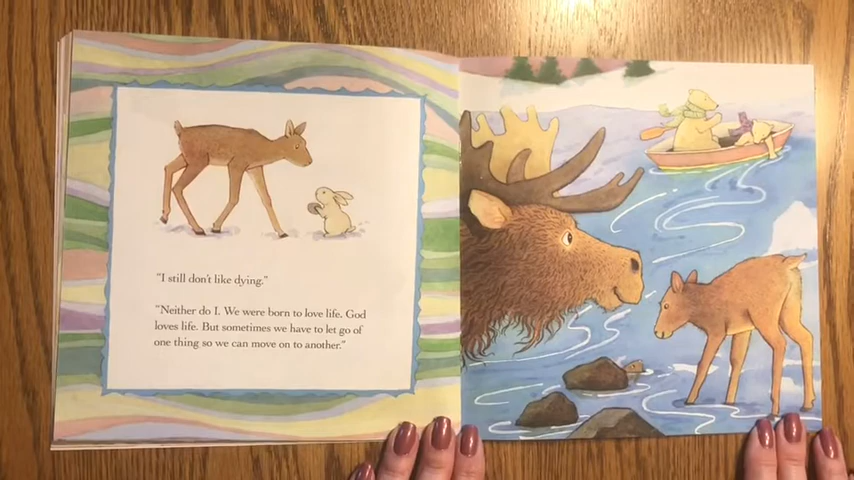 "I still don't like dying."
"Neither do I. We were born to love life. God
loves life. But sometimes we have to let go of
one thing so we can move on to another."